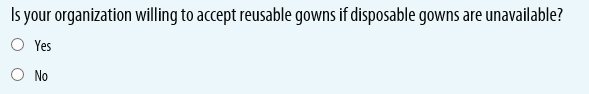 Is your organization willing to accept reusable gowns if disposable gowns are unavailable?
Yes
No